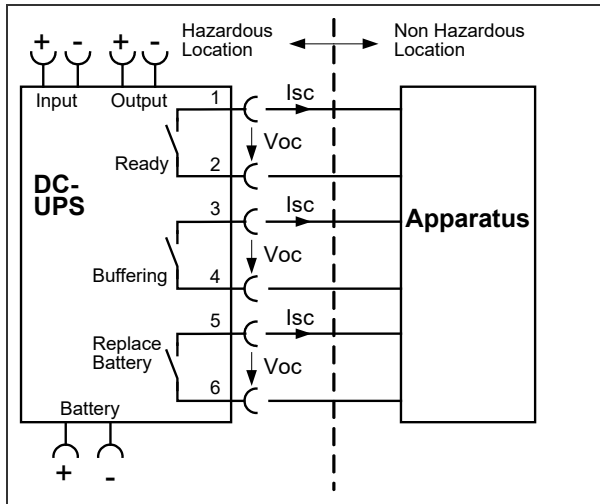 Hazardous
Location
Non Hazardous
Location
+ - + -
Input Output
1
Isc
Voc
Ready
2
DC-
UPS
3
Isc
Apparatus
Voc
Buffering
4
5
Isc
Replace
Battery
Voc
6
Battery
+ -